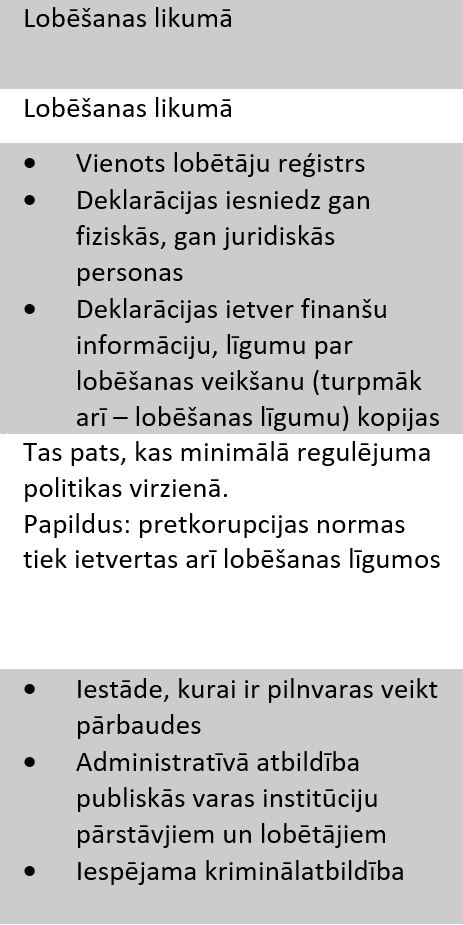 Lobēšanas likumā
Lobēšanas likumā
• Vienots lobētāju reģistrs
• Deklarācijas iesniedz gan
fiziskās, gan juridiskās
personas
• Deklarācijas ietver finanšu
informāciju, līgumu par
lobēšanas veikšanu (turpmāk
arī – lobēšanas līgumu) kopijas
Tas pats, kas minimālā regulējuma
politikas virzienā.
Papildus: pretkorupcijas normas
tiek ietvertas arī lobēšanas līgumos
• Iestāde, kurai ir pilnvaras veikt
pārbaudes
• Administratīvā atbildība
publiskās varas institūciju
pārstāvjiem un lobētājiem
• Iespējama kriminālatbildība